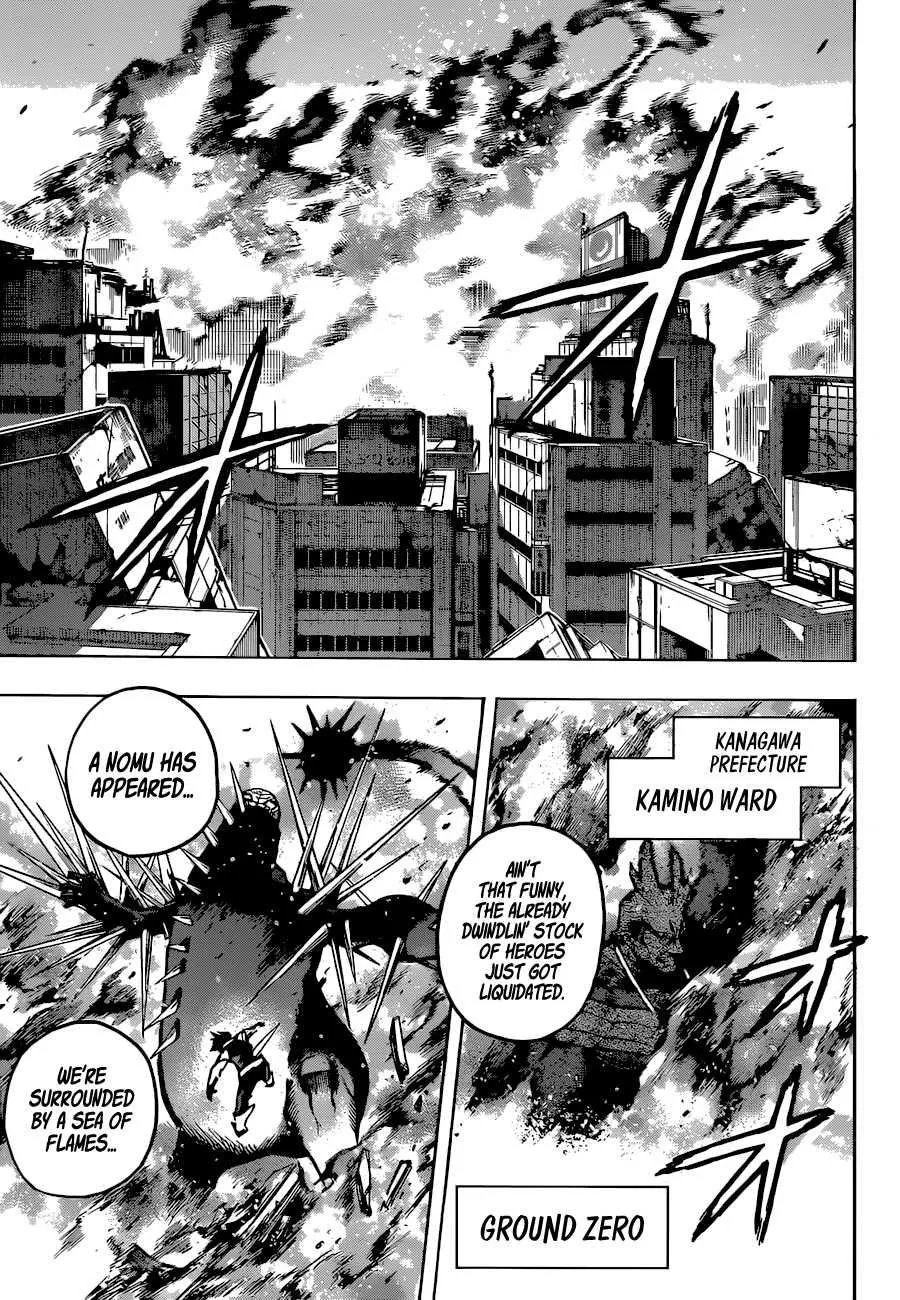 KANAGAWA
PREFECTURE
KAMINO WARD
AIN'T
THAT FUNNY,
THE ALREADY
DWINDLIN' STOCK
OF HEROES
JUST GOT
LIQUIDATED.
GROUND ZERO
A NOMU HAS
APPEARED...
WE'RE
SURROUNDED
BY A SEA OF
FLAMES...